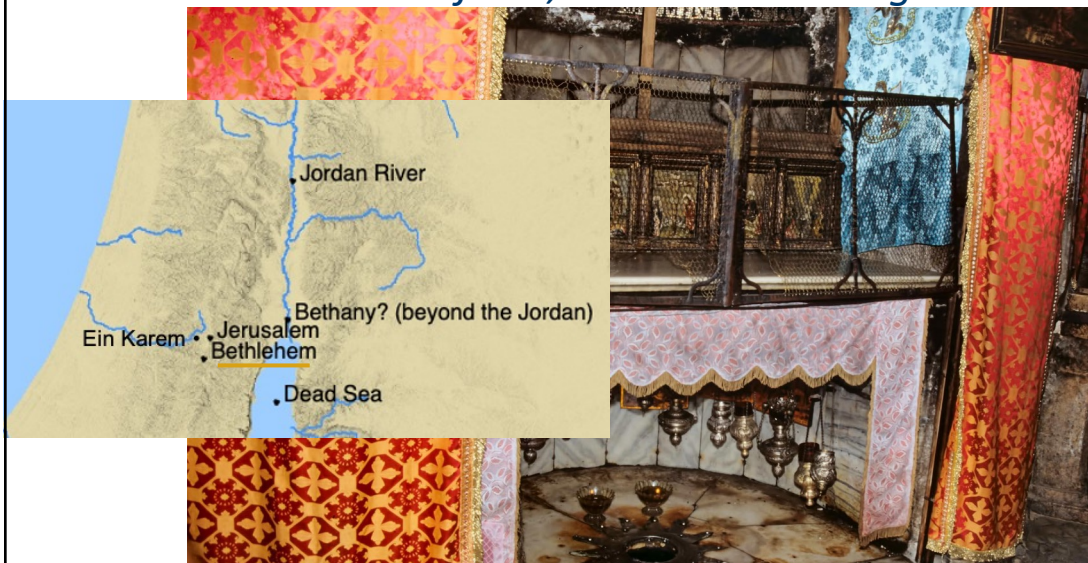 Jordan River
Bethany? (beyond the Jordan)
Ein Karem
Jerusalem
Bethlehem
Dead Sea